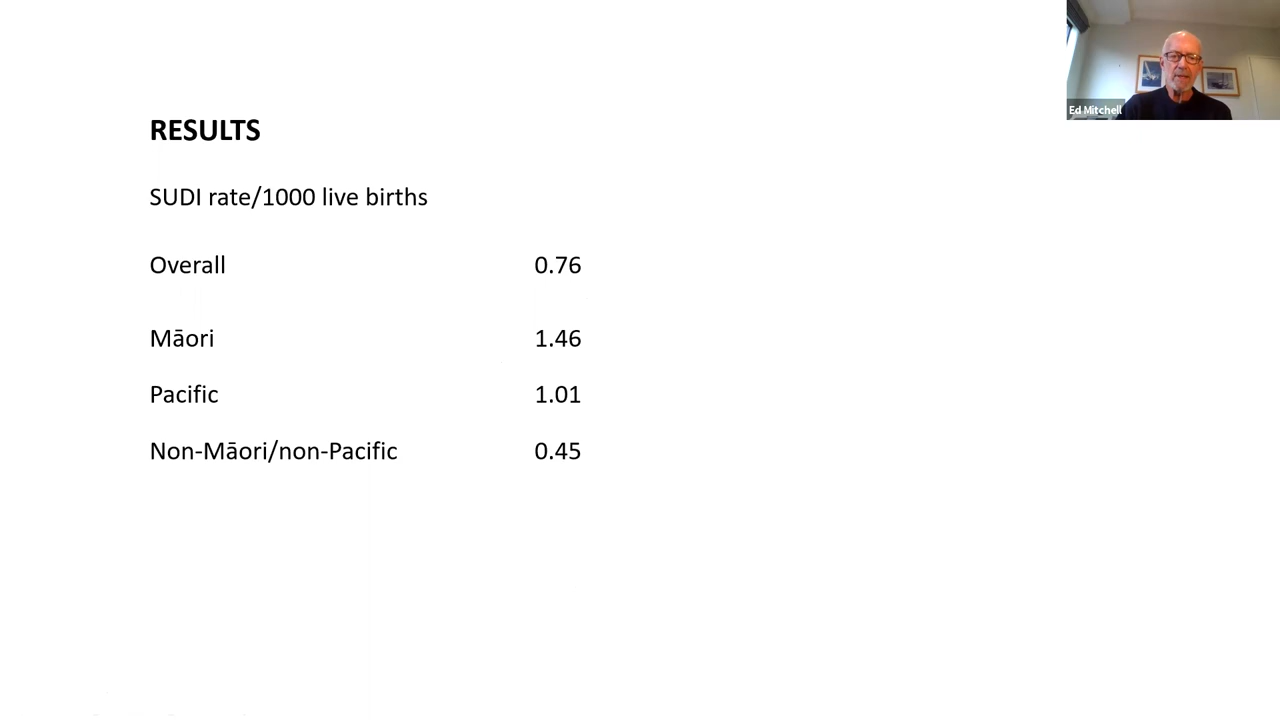 RESULTS
SUDI rate/1000 live births
Overall 0.76
Māori 1.46
Pacific 1.01
Non-Māori/non-Pacific 0.45
Ed Mitchell